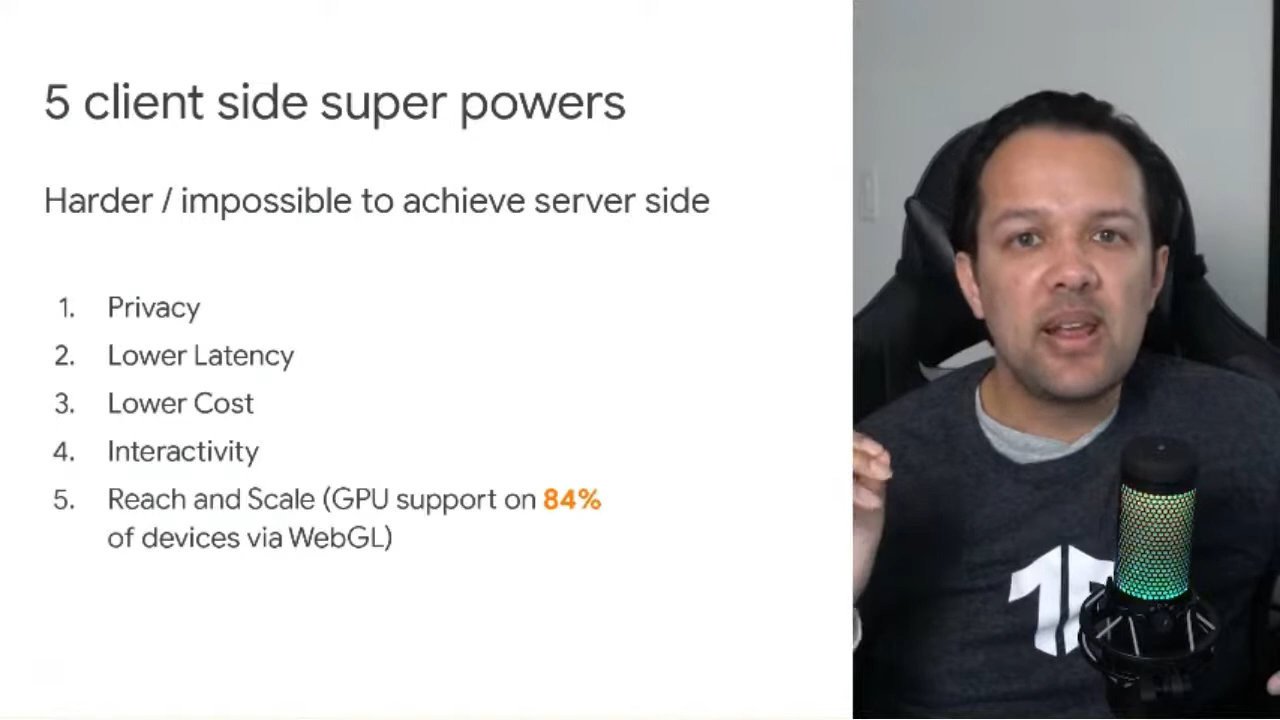 5 client side super powers
Harder / impossible to achieve server side
1. Privacy
2. Lower Latency
3. Lower Cost
4. Interactivity
5. Reach and Scale (GPU support on 84%
of devices via WebGL)